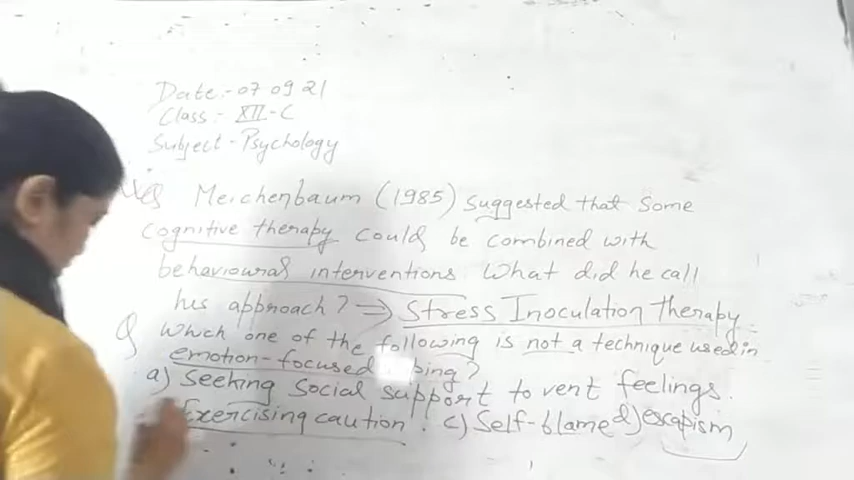 Date:- 07 09 21
Class:- XII-C
Subject - Psychology
Meichenbaum (1985) suggested that some
cognitive therapy could be combined with
behavioural interventions. What did he call
his approach? ⇒ Stress Inoculation therapy
Q Which one of the following is not a technique used in
emotion-focused ping?
a) Seeking Social support to vent feelings.
Exercising caution. c) Self-blame d) escapism